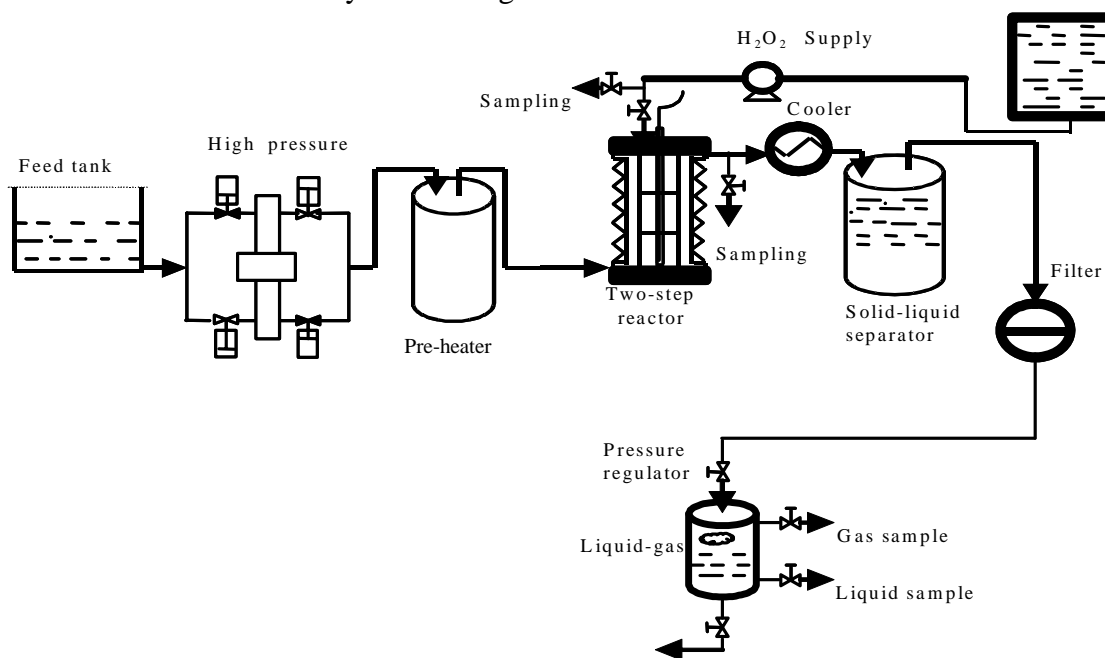 H₂O₂ Supply
Sampling
Cooler
High pressure
Feed tank
Sampling
Filter
Two-step
reactor
Solid-liquid
separator
Pre-heater
Pressure
regulator
Gas sample
Liquid-gas
Liquid sample